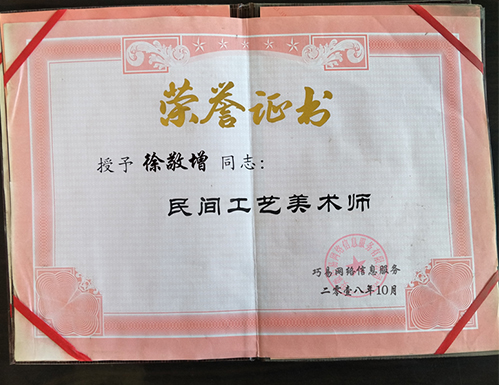 荣誉证书
授予 徐敬增 同志：
民间工艺美术师
巧易网络信息服务
二零壹八年10月